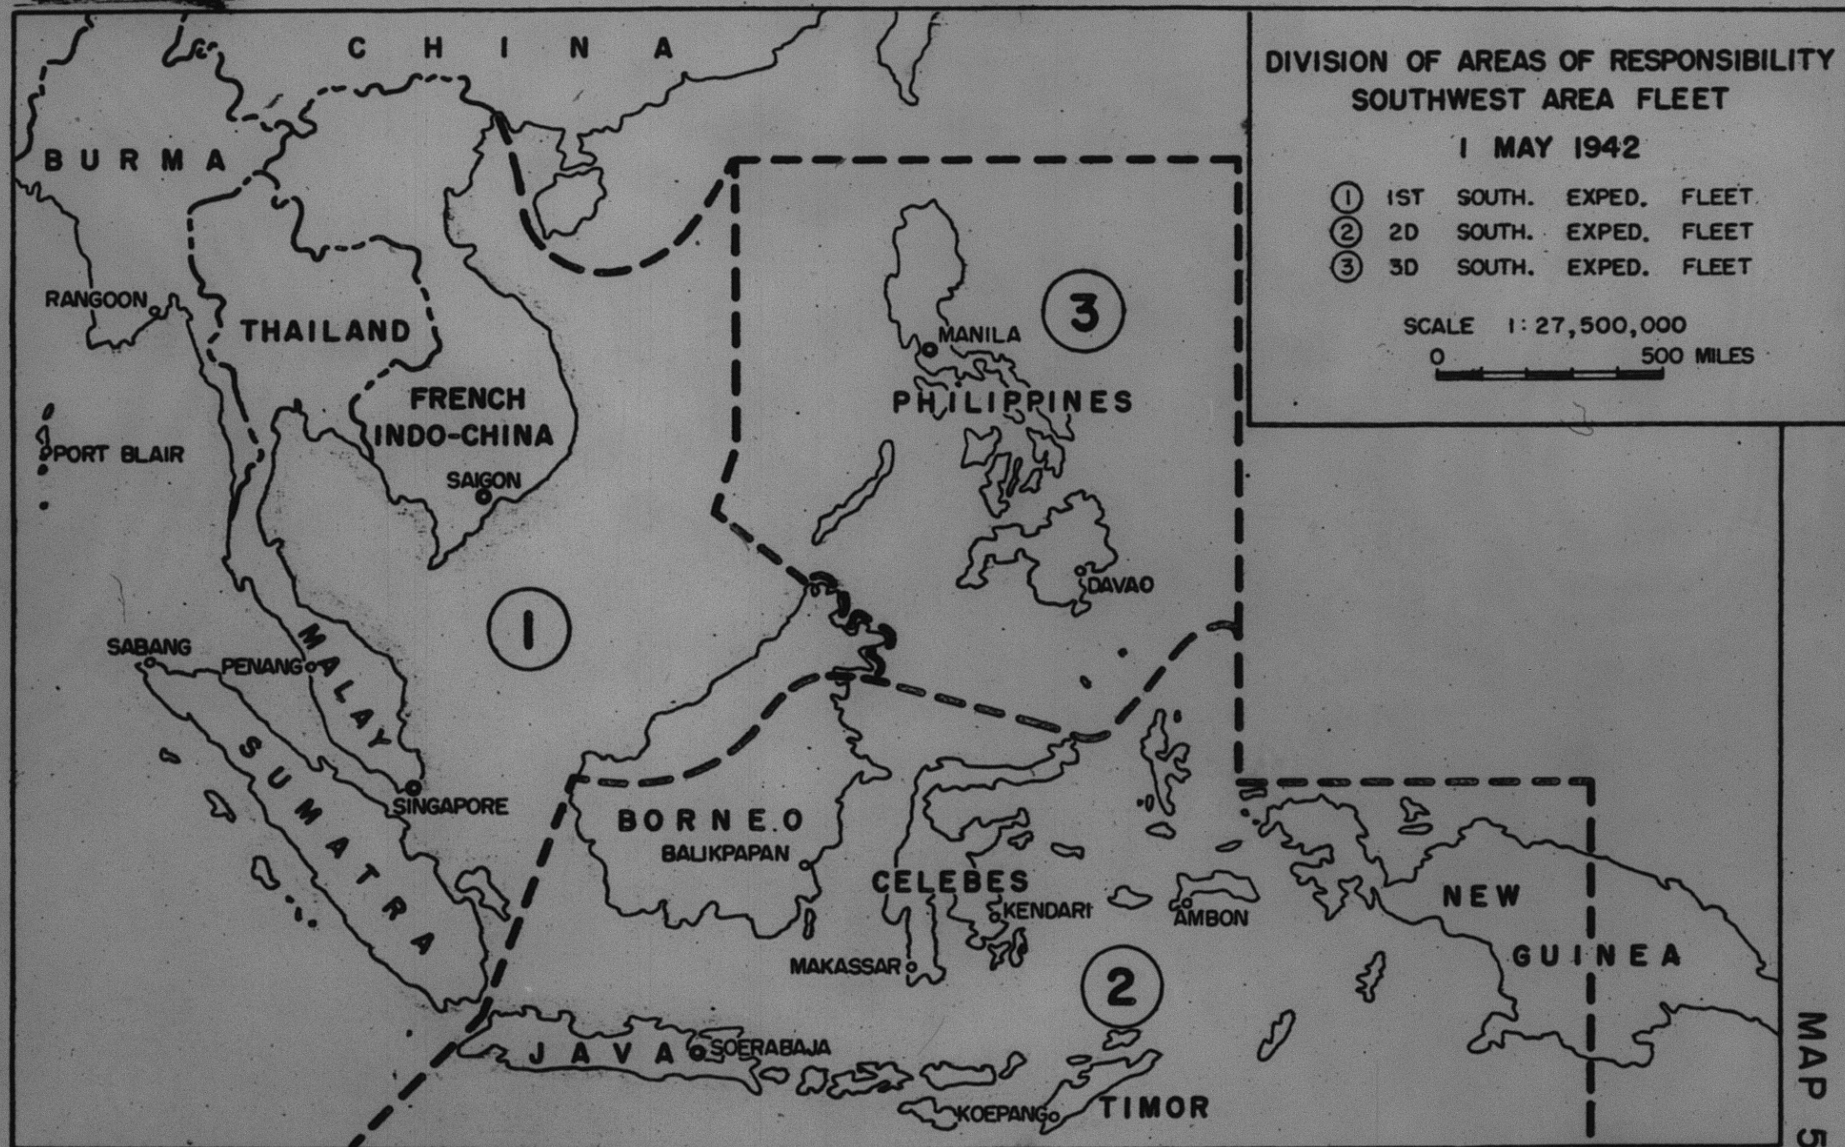 DIVISION OF AREAS OF RESPONSIBILITY
SOUTHWEST AREA FLEET
1 MAY 1942
① 1ST SOUTH. EXPED. FLEET
② 2D SOUTH. EXPED. FLEET
③ 3D SOUTH. EXPED. FLEET
SCALE 1:27,500,000
0 500 MILES
CHINA
BURMA
RANGOON
THAILAND
FRENCH
INDO-CHINA
SAIGON
PORT BLAIR
3
MANILA
PHILIPPINES
DAVAO
1
SABANG
PENANG
MALAY
SUMATRA
SINGAPORE
BORNEO
BALIKPAPAN
CELEBES
KENDARI
AMBON
MAKASSAR
NEW
GUINEA
2
JAVA
SOERABAJA
KOEPANG
TIMOR
MAP 5